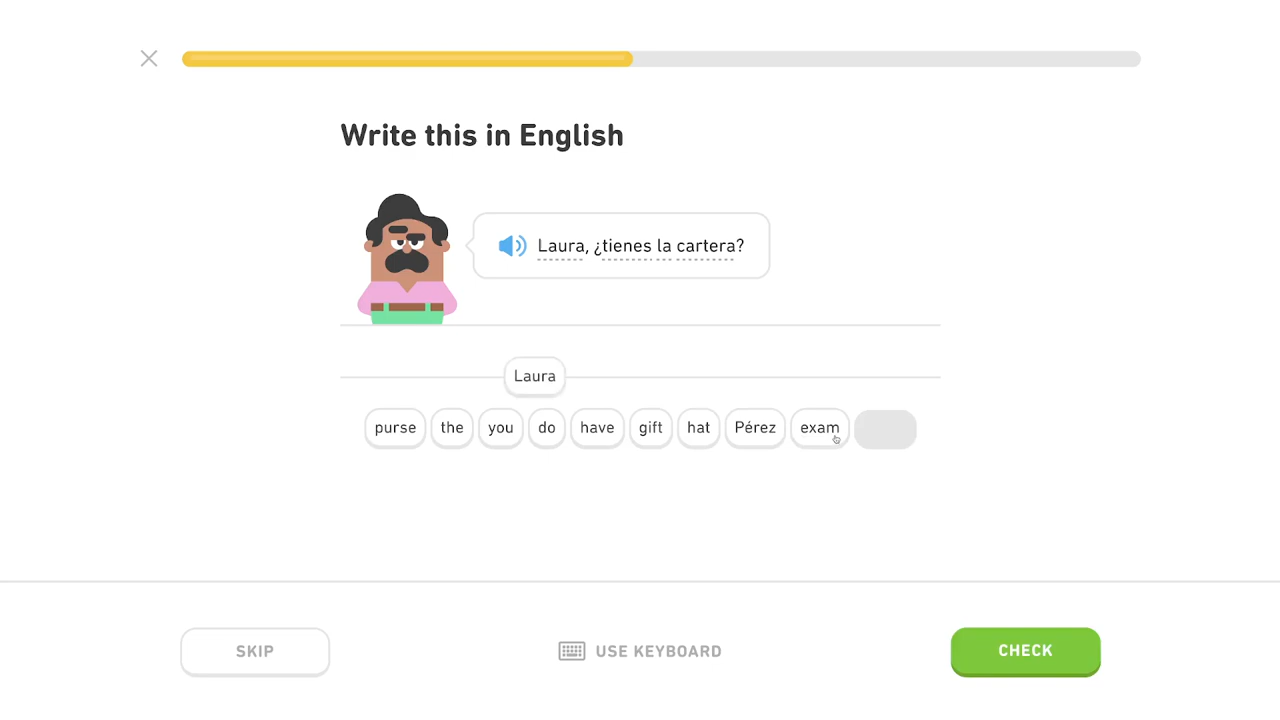 Write this in English
Laura, ¿tienes la cartera?
Laura
purse the you do have gift hat Pérez exam
SKIP USE KEYBOARD CHECK